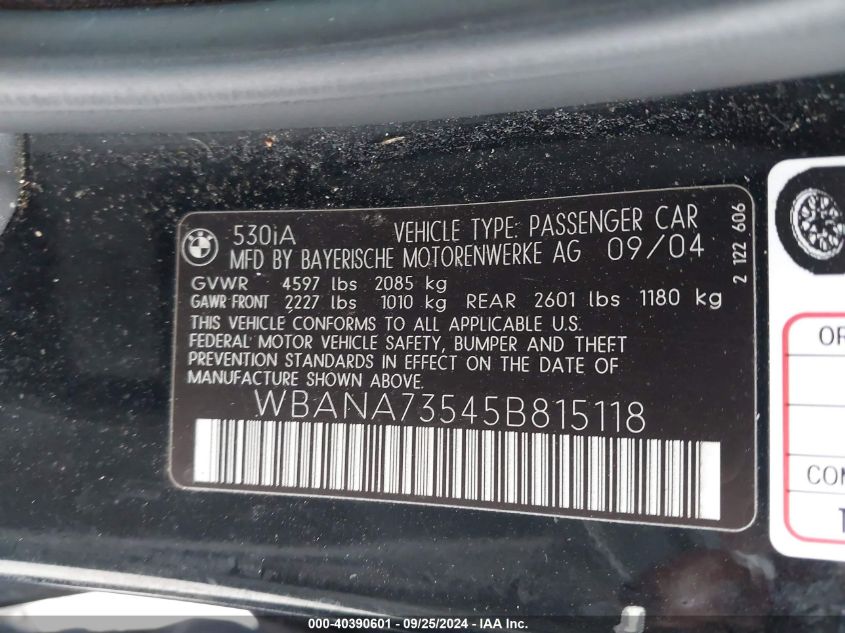 530iA VEHICLE TYPE: PASSENGER CAR
MFD BY BAYERISCHE MOTORENWERKE AG 09/04
GVWR 4597 lbs 2085 kg
GAWR FRONT 2227 lbs 1010 kg REAR 2601 lbs 1180 kg
THIS VEHICLE CONFORMS TO ALL APPLICABLE U.S.
FEDERAL MOTOR VEHICLE SAFETY, BUMPER AND THEFT
PREVENTION STANDARDS IN EFFECT ON THE DATE OF
MANUFACTURE SHOWN ABOVE.
WBANA73545B815118
2 122 606
OR
COM
T
000-40390601 - 09/25/2024 - IAAI Inc.